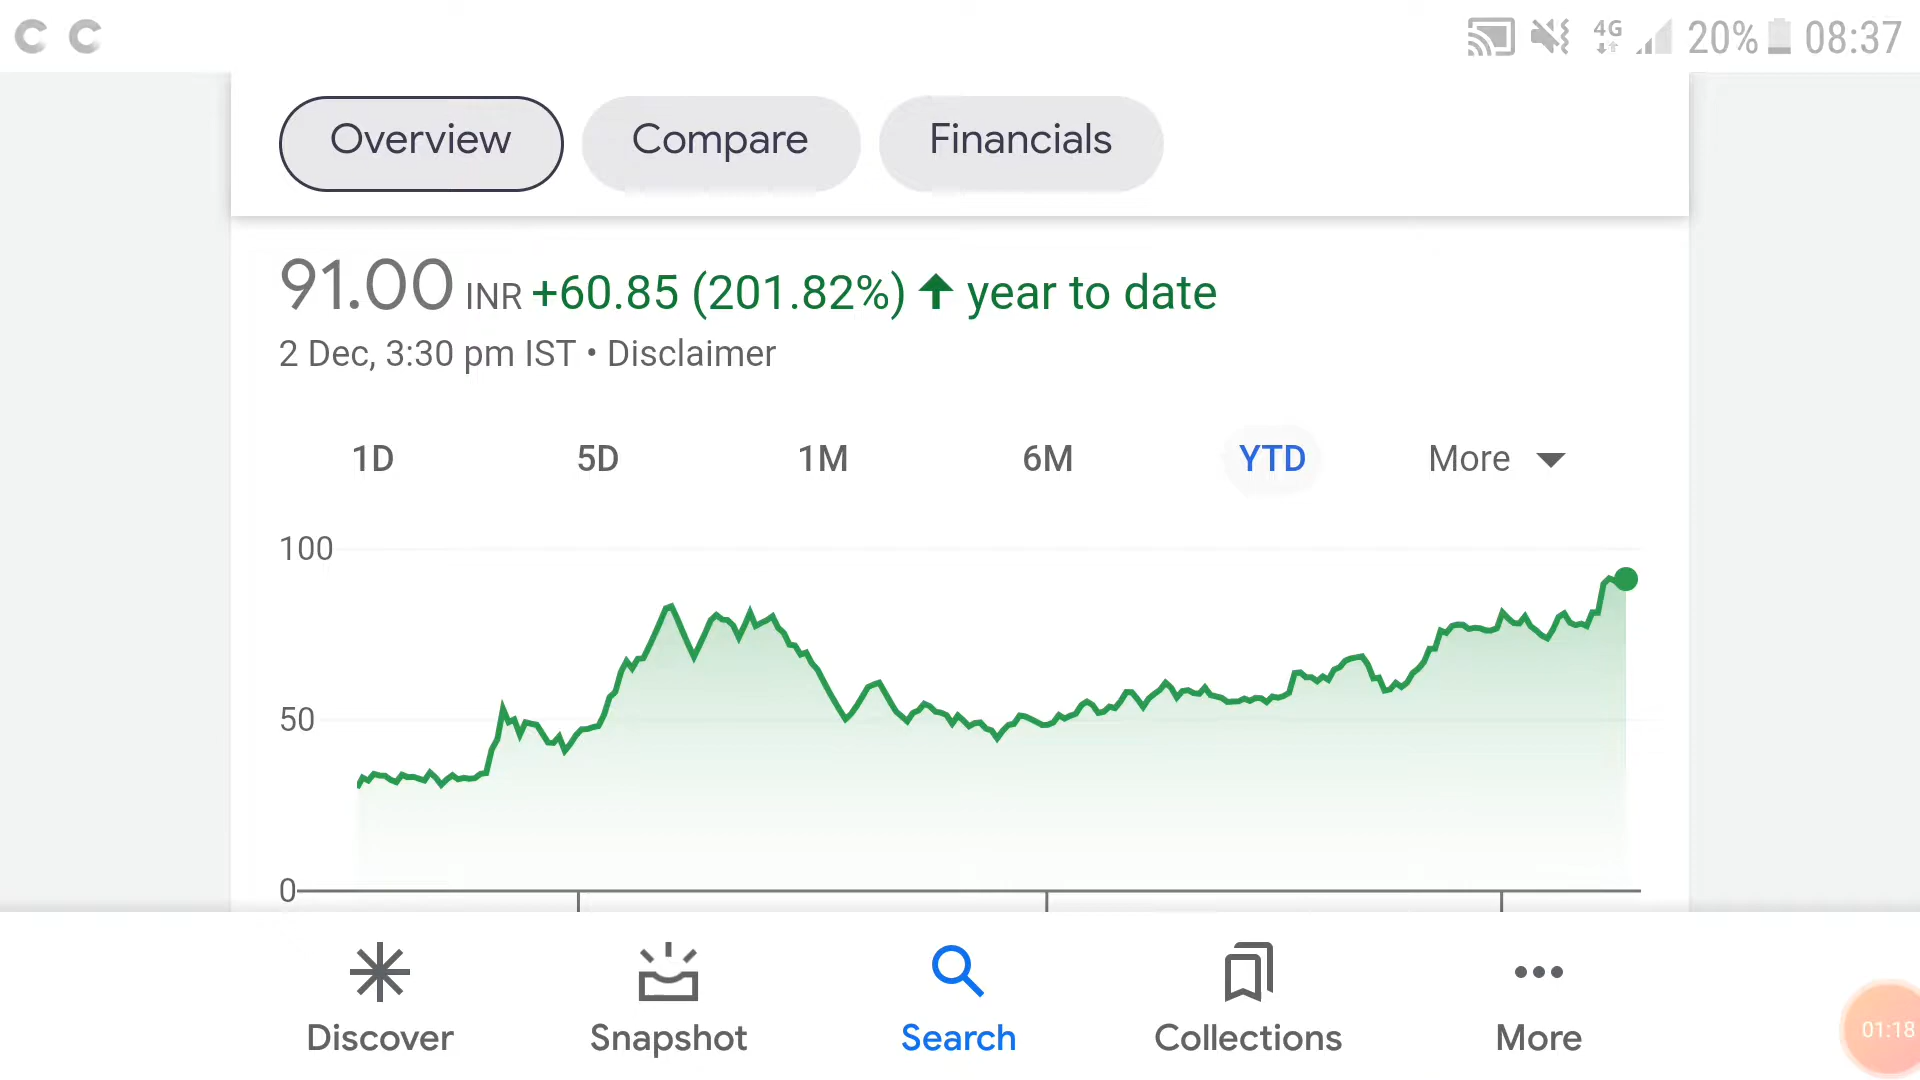 4G 20% 08:37
Overview Compare Financials
91.00 INR +60.85 (201.82%) ↑ year to date
2 Dec, 3:30 pm IST • Disclaimer
1D 5D 1M 6M YTD More
100
50
0
Discover Snapshot Search Collections More
01:18